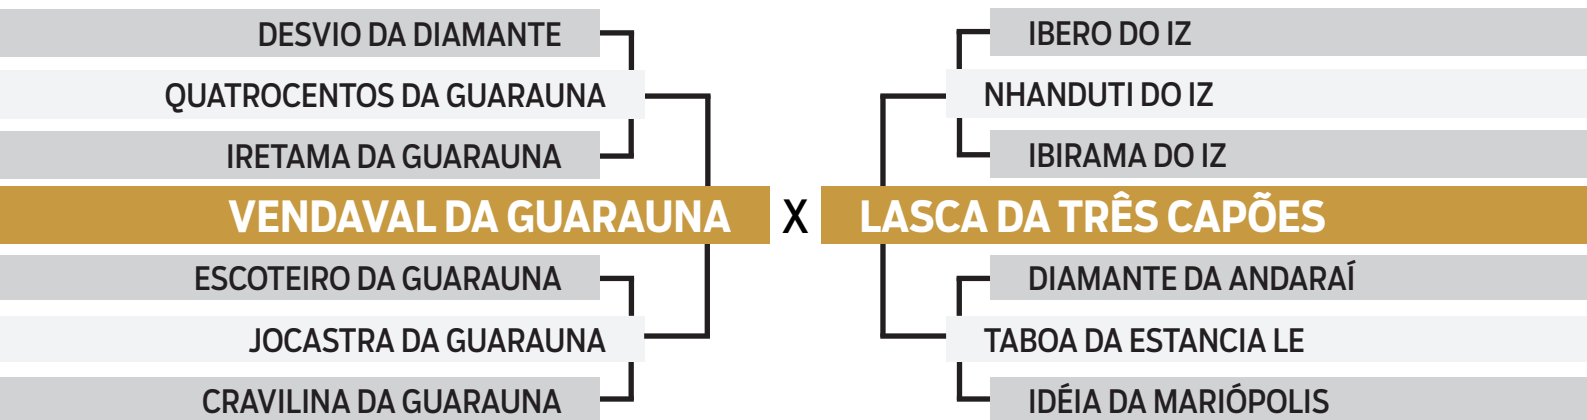 DESVIO DA DIAMANTE
QUATROCENTOS DA GUARAUNA
IRETAMA DA GUARAUNA
VENDAVAL DA GUARAUNA
ESCOTEIRO DA GUARAUNA
JOCASTRA DA GUARAUNA
CRAVILINA DA GUARAUNA
X
IBERO DO IZ
NHANDUTI DO IZ
IBIRAMA DO IZ
LASCA DA TRÊS CAPÕES
DIAMANTE DA ANDARAÍ
TABOA DA ESTANCIA LE
IDÉIA DA MARIÓPOLIS